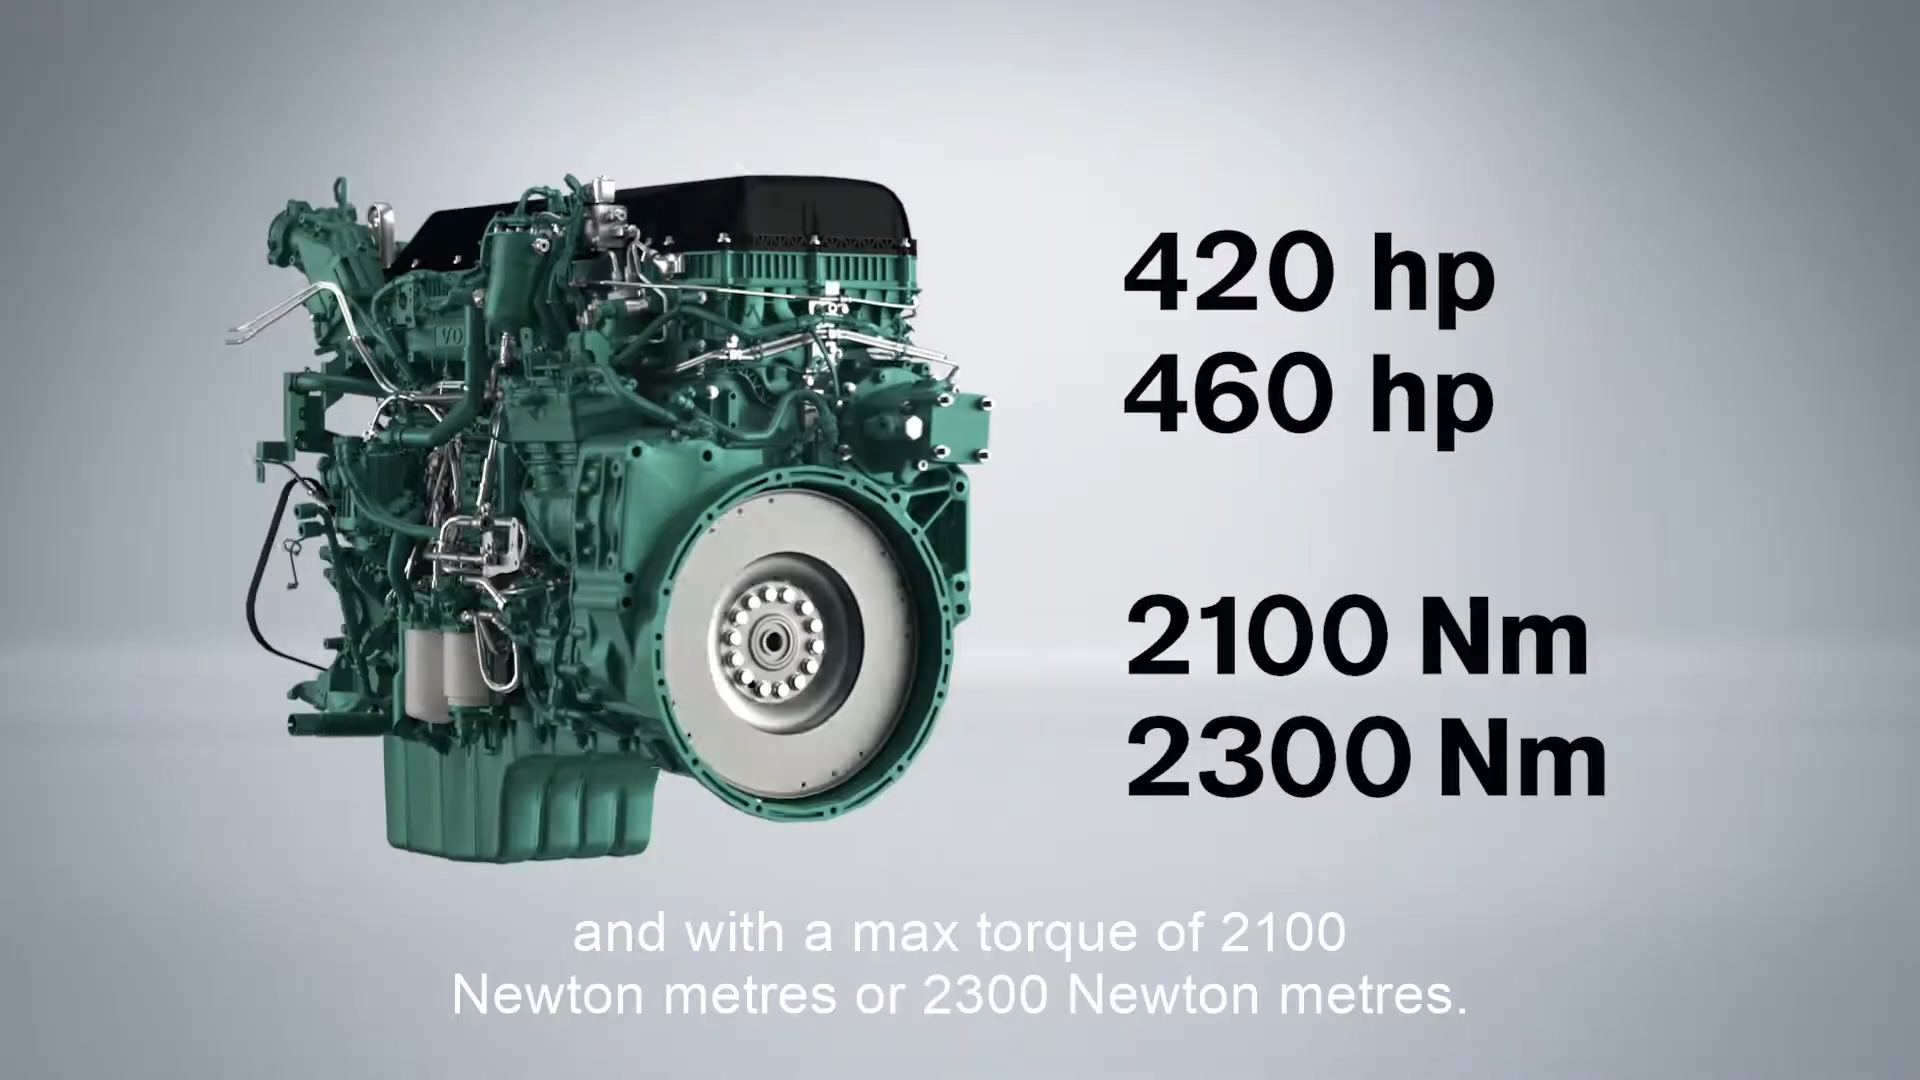 420 hp
460 hp
2100 Nm
2300 Nm
VO
and with a max torque of 2100
Newton metres or 2300 Newton metres.